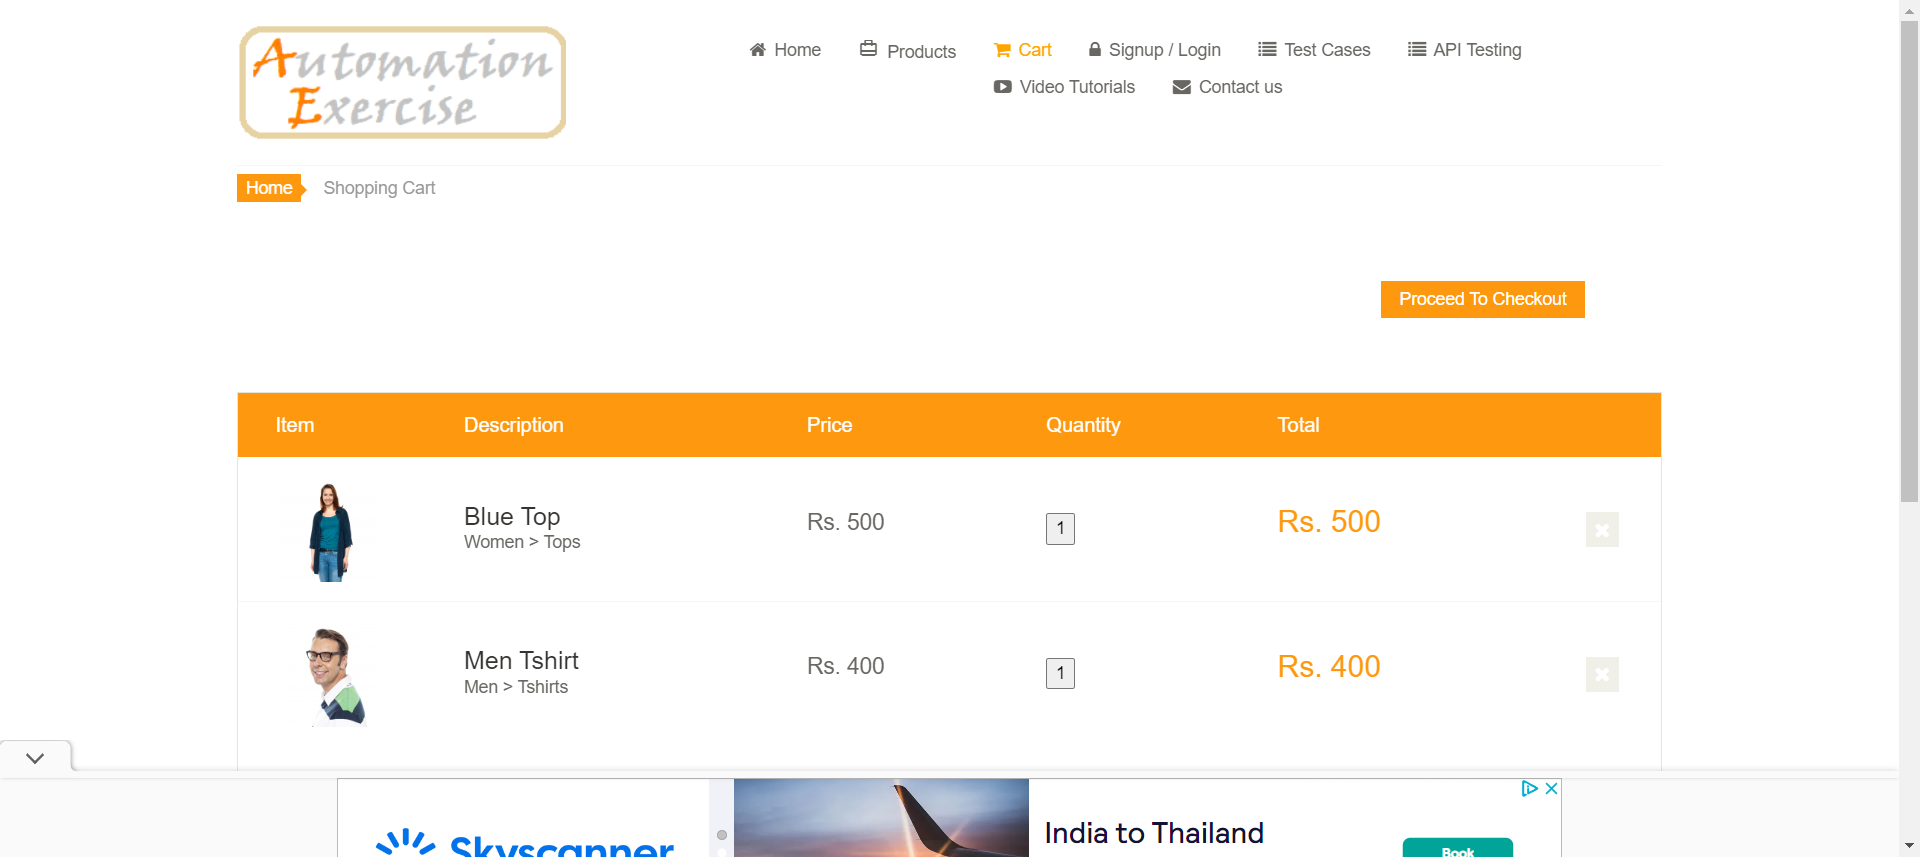 Automation
Exercise
Home
Products
Cart
Signup / Login
Test Cases
API Testing
Video Tutorials
Contact us
Home
Shopping Cart
Proceed To Checkout
Item Description Price Quantity Total
Blue Top
Women > Tops
Rs. 500
1
Rs. 500
Men Tshirt
Men > Tshirts
Rs. 400
1
Rs. 400
Skyscanner
India to Thailand
Book